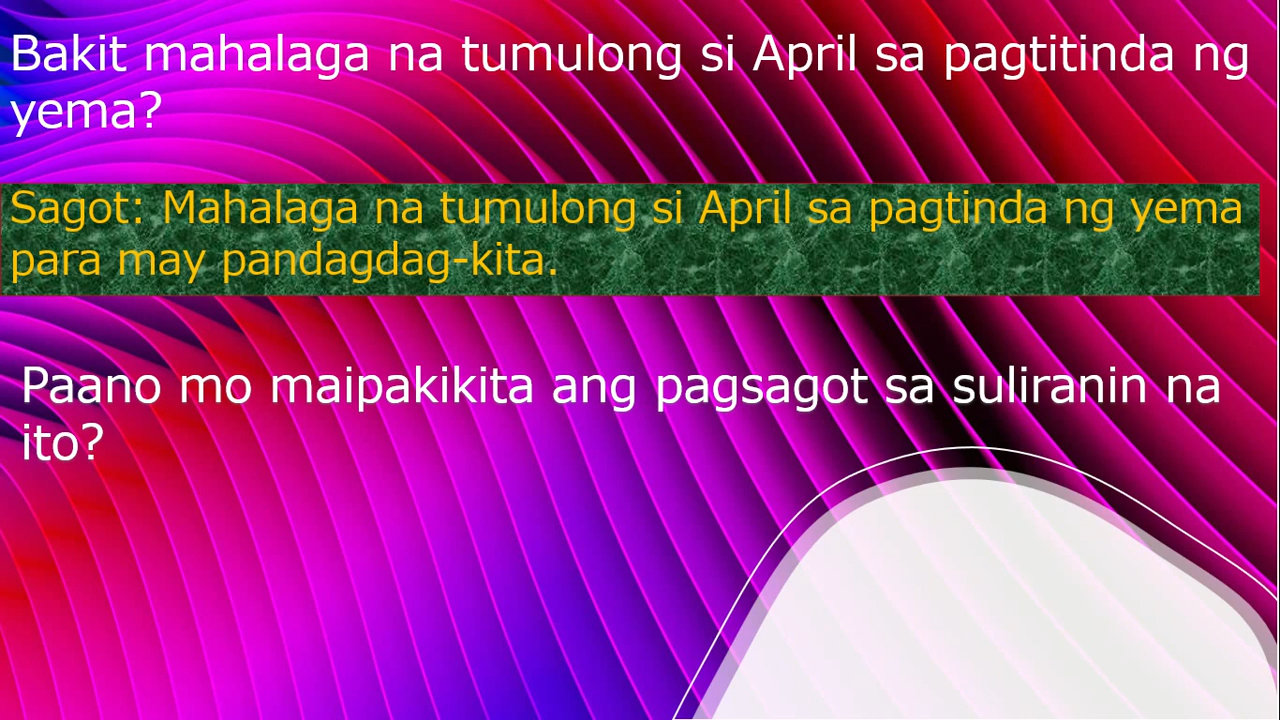 Bakit mahalaga na tumulong si April sa pagtitinda ng
yema?
Sagot: Mahalaga na tumulong si April sa pagtinda ng yema
para may pandagdag-kita.
Paano mo maipakikita ang pagsagot sa suliranin na
ito?